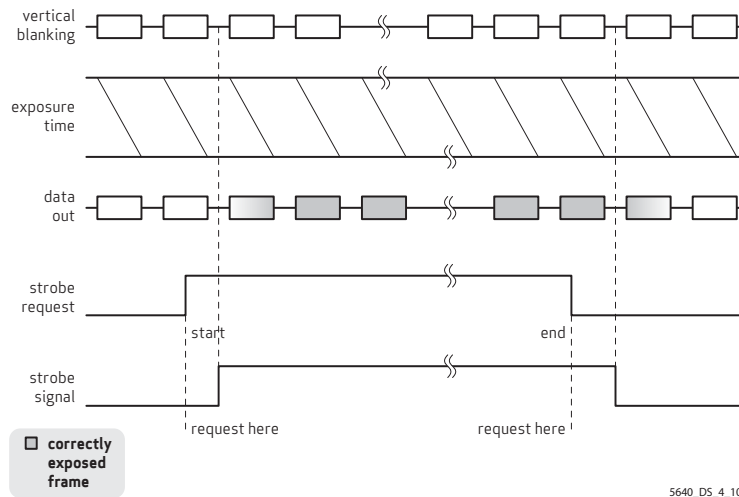 vertical
blanking
exposure
time
data
out
strobe
request
start
end
strobe
signal
request here
request here
correctly
exposed
frame
5640_DS_4_10